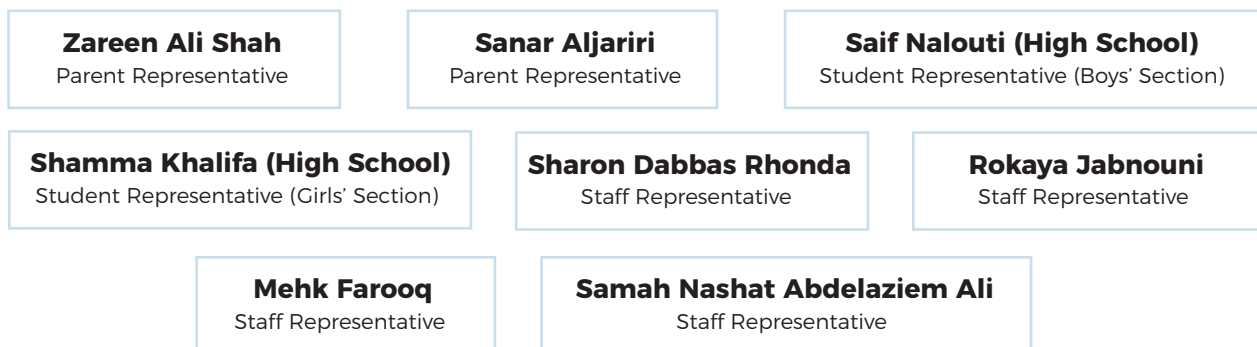 Zareen Ali Shah
Parent Representative
Sanar Aljariri
Parent Representative
Saif Nalouti (High School)
Student Representative (Boys’ Section)
Shamma Khalifa (High School)
Student Representative (Girls’ Section)
Sharon Dabbas Rhonda
Staff Representative
Rokaya Jabnouni
Staff Representative
Mehk Farooq
Staff Representative
Samah Nashat Abdelaziem Ali
Staff Representative